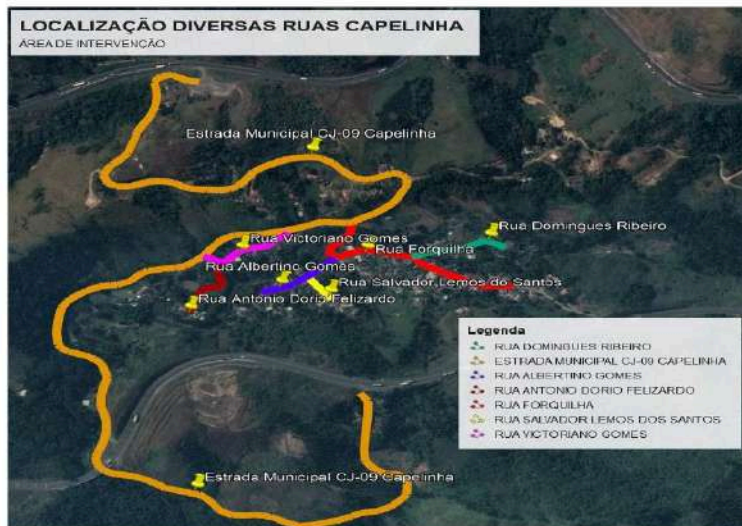 LOCALIZAÇÃO DIVERSAS RUAS CAPELINHA
ÁREA DE INTERVENÇÃO
Estrada Municipal CJ-09 Capelinha
Rua Domingues Ribeiro
Rua Victoriano Gomes
Rua Forquilha
Rua Albertino Gomes
Rua Salvador Lemos do Santos
Rua Antonio Dorio Felizardo
Legenda
RUA DOMINGUES RIBEIRO
ESTRADA MUNICIPAL CJ-09 CAPELINHA
RUA ALBERTINO GOMES
RUA ANTONIO DORIO FELIZARDO
RUA FORQUILHA
RUA SALVADOR LEMOS DOS SANTOS
RUA VICTORIANO GOMES
Estrada Municipal CJ-09 Capelinha